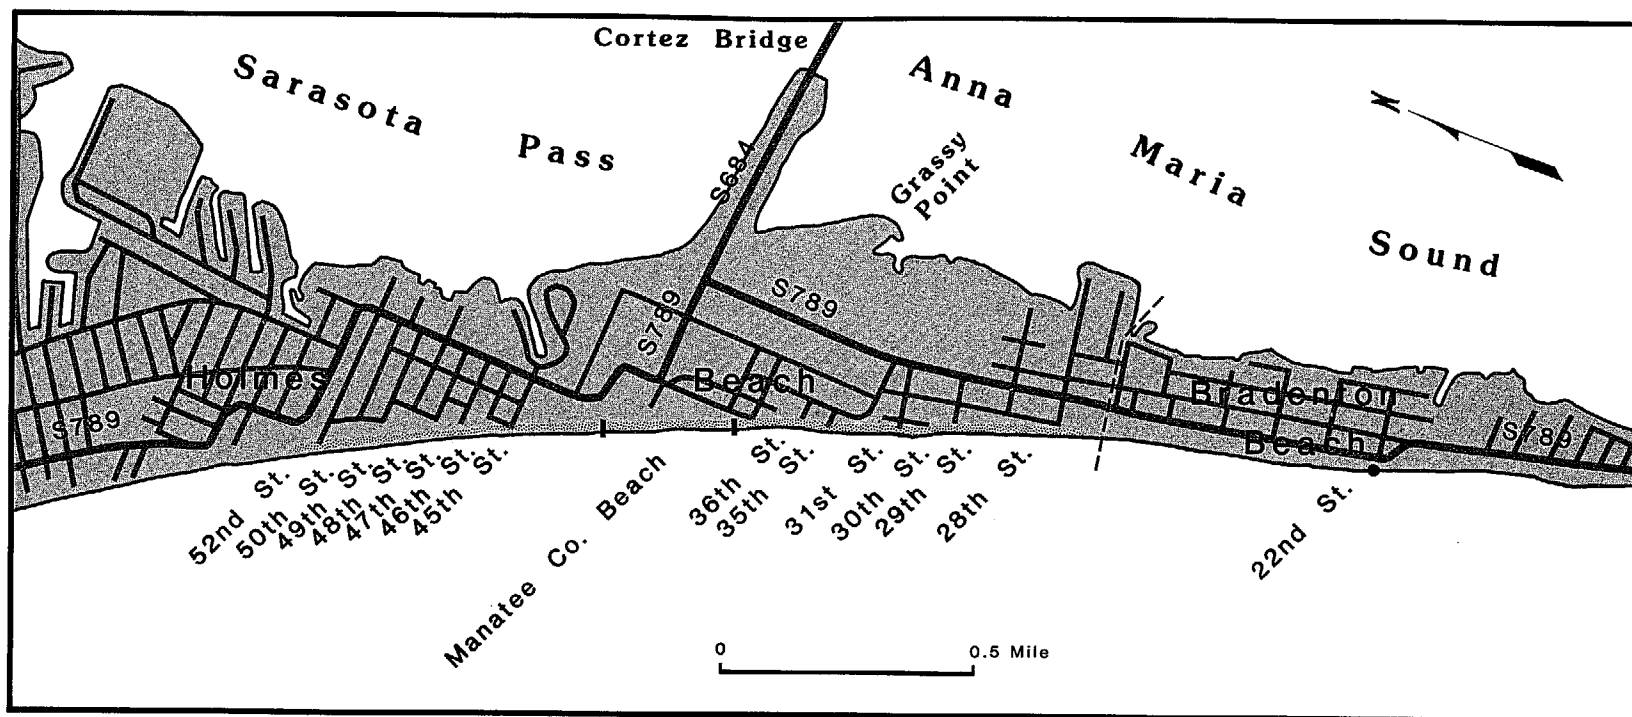 Cortez Bridge
Sarasota
Pass
Anna
Maria
Sound
N
Grassy
Point
S684
S789
S789
Holmes
Beach
Bradenton
Beach
S789
S789
52nd St.
50th St.
49th St.
48th St.
47th St.
46th St.
45th St.
Manatee Co. Beach
36th St.
35th St.
31st St.
30th St.
29th St.
28th St.
22nd St.
0
0.5 Mile